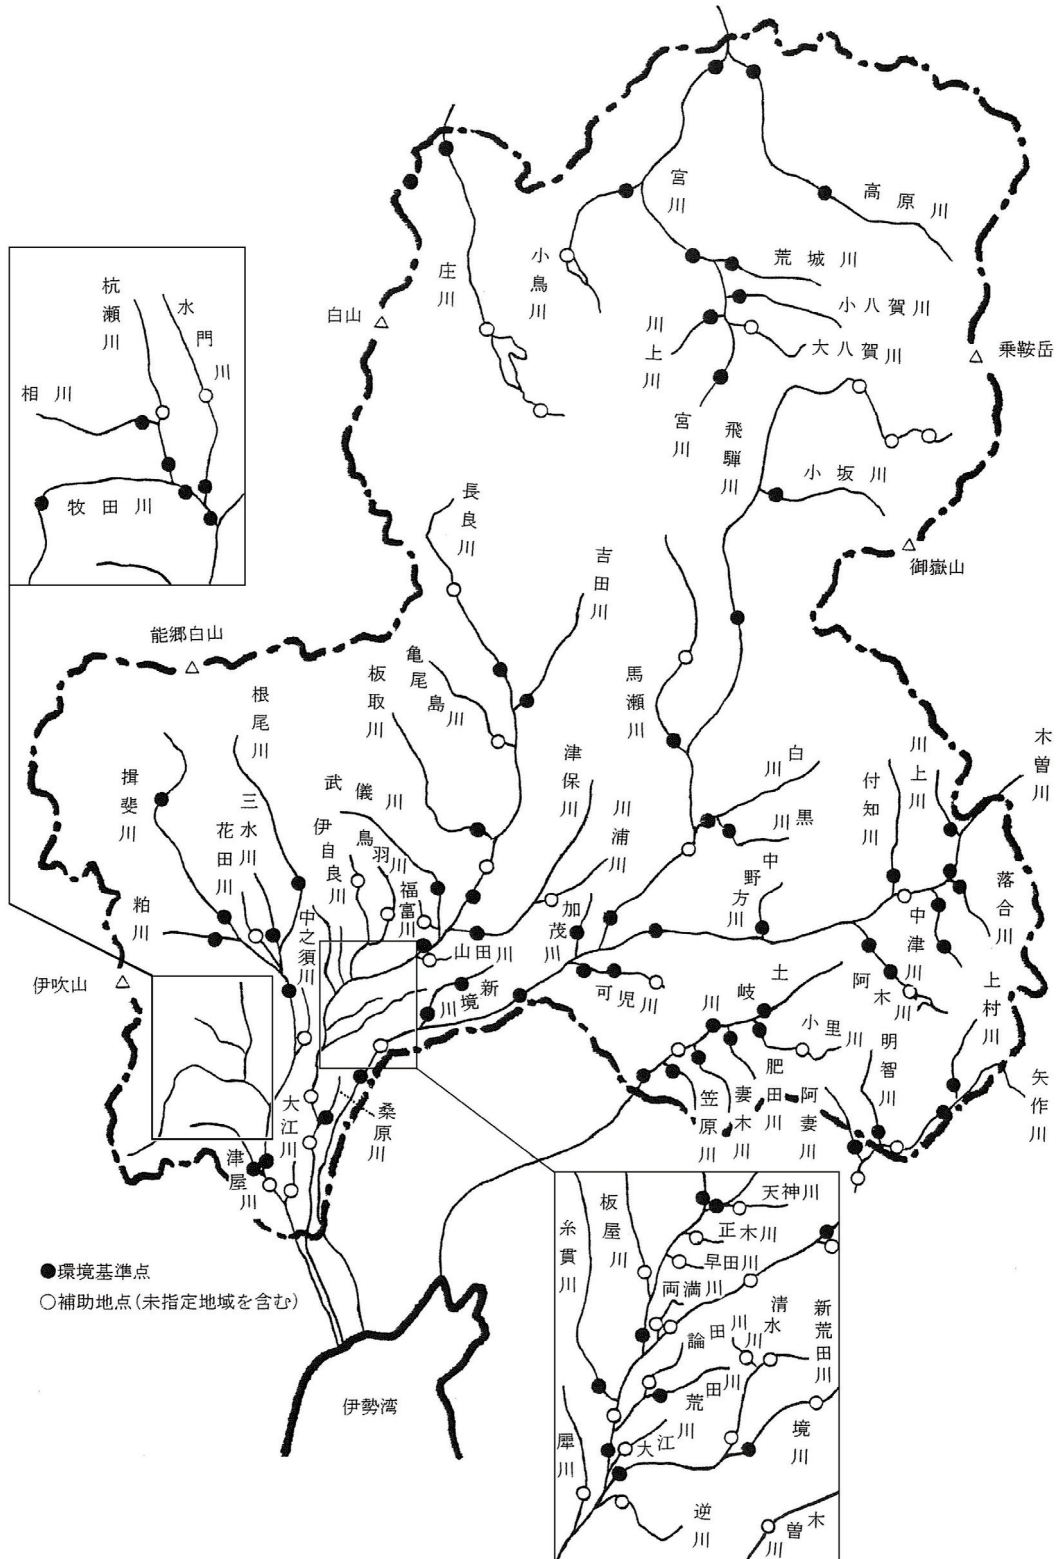 宮川
高原川
荒城川
小八賀川
大八賀川
川上川
宮川
小鳥川
庄川
白山
乗鞍岳
飛騨川
小坂川
御嶽山
杭瀬川
水門川
相川
牧田川
長良川
吉田川
亀尾島川
板取川
馬瀬川
能郷白山
根尾川
揖斐川
三水川
花田川
粕川
武儀川
鳥羽川
伊自良川
福富川
津保川
川浦川
加茂川
白川
黒川
中野方川
付知川
川上川
木曽川
落合川
中津川
阿木川
上村川
矢作川
中之須川
山田川
新境川
可児川
土岐川
小里川
明智川
阿妻川
肥田川
妻木川
笠原川
伊吹山
大江川
桑原川
津屋川
●環境基準点
○補助地点(未指定地域を含む)
伊勢湾
糸貫川
板屋川
天神川
正木川
早田川
両満川
論田川
清水川
新荒田川
荒田川
大江川
境川
犀川
逆川
木曽川